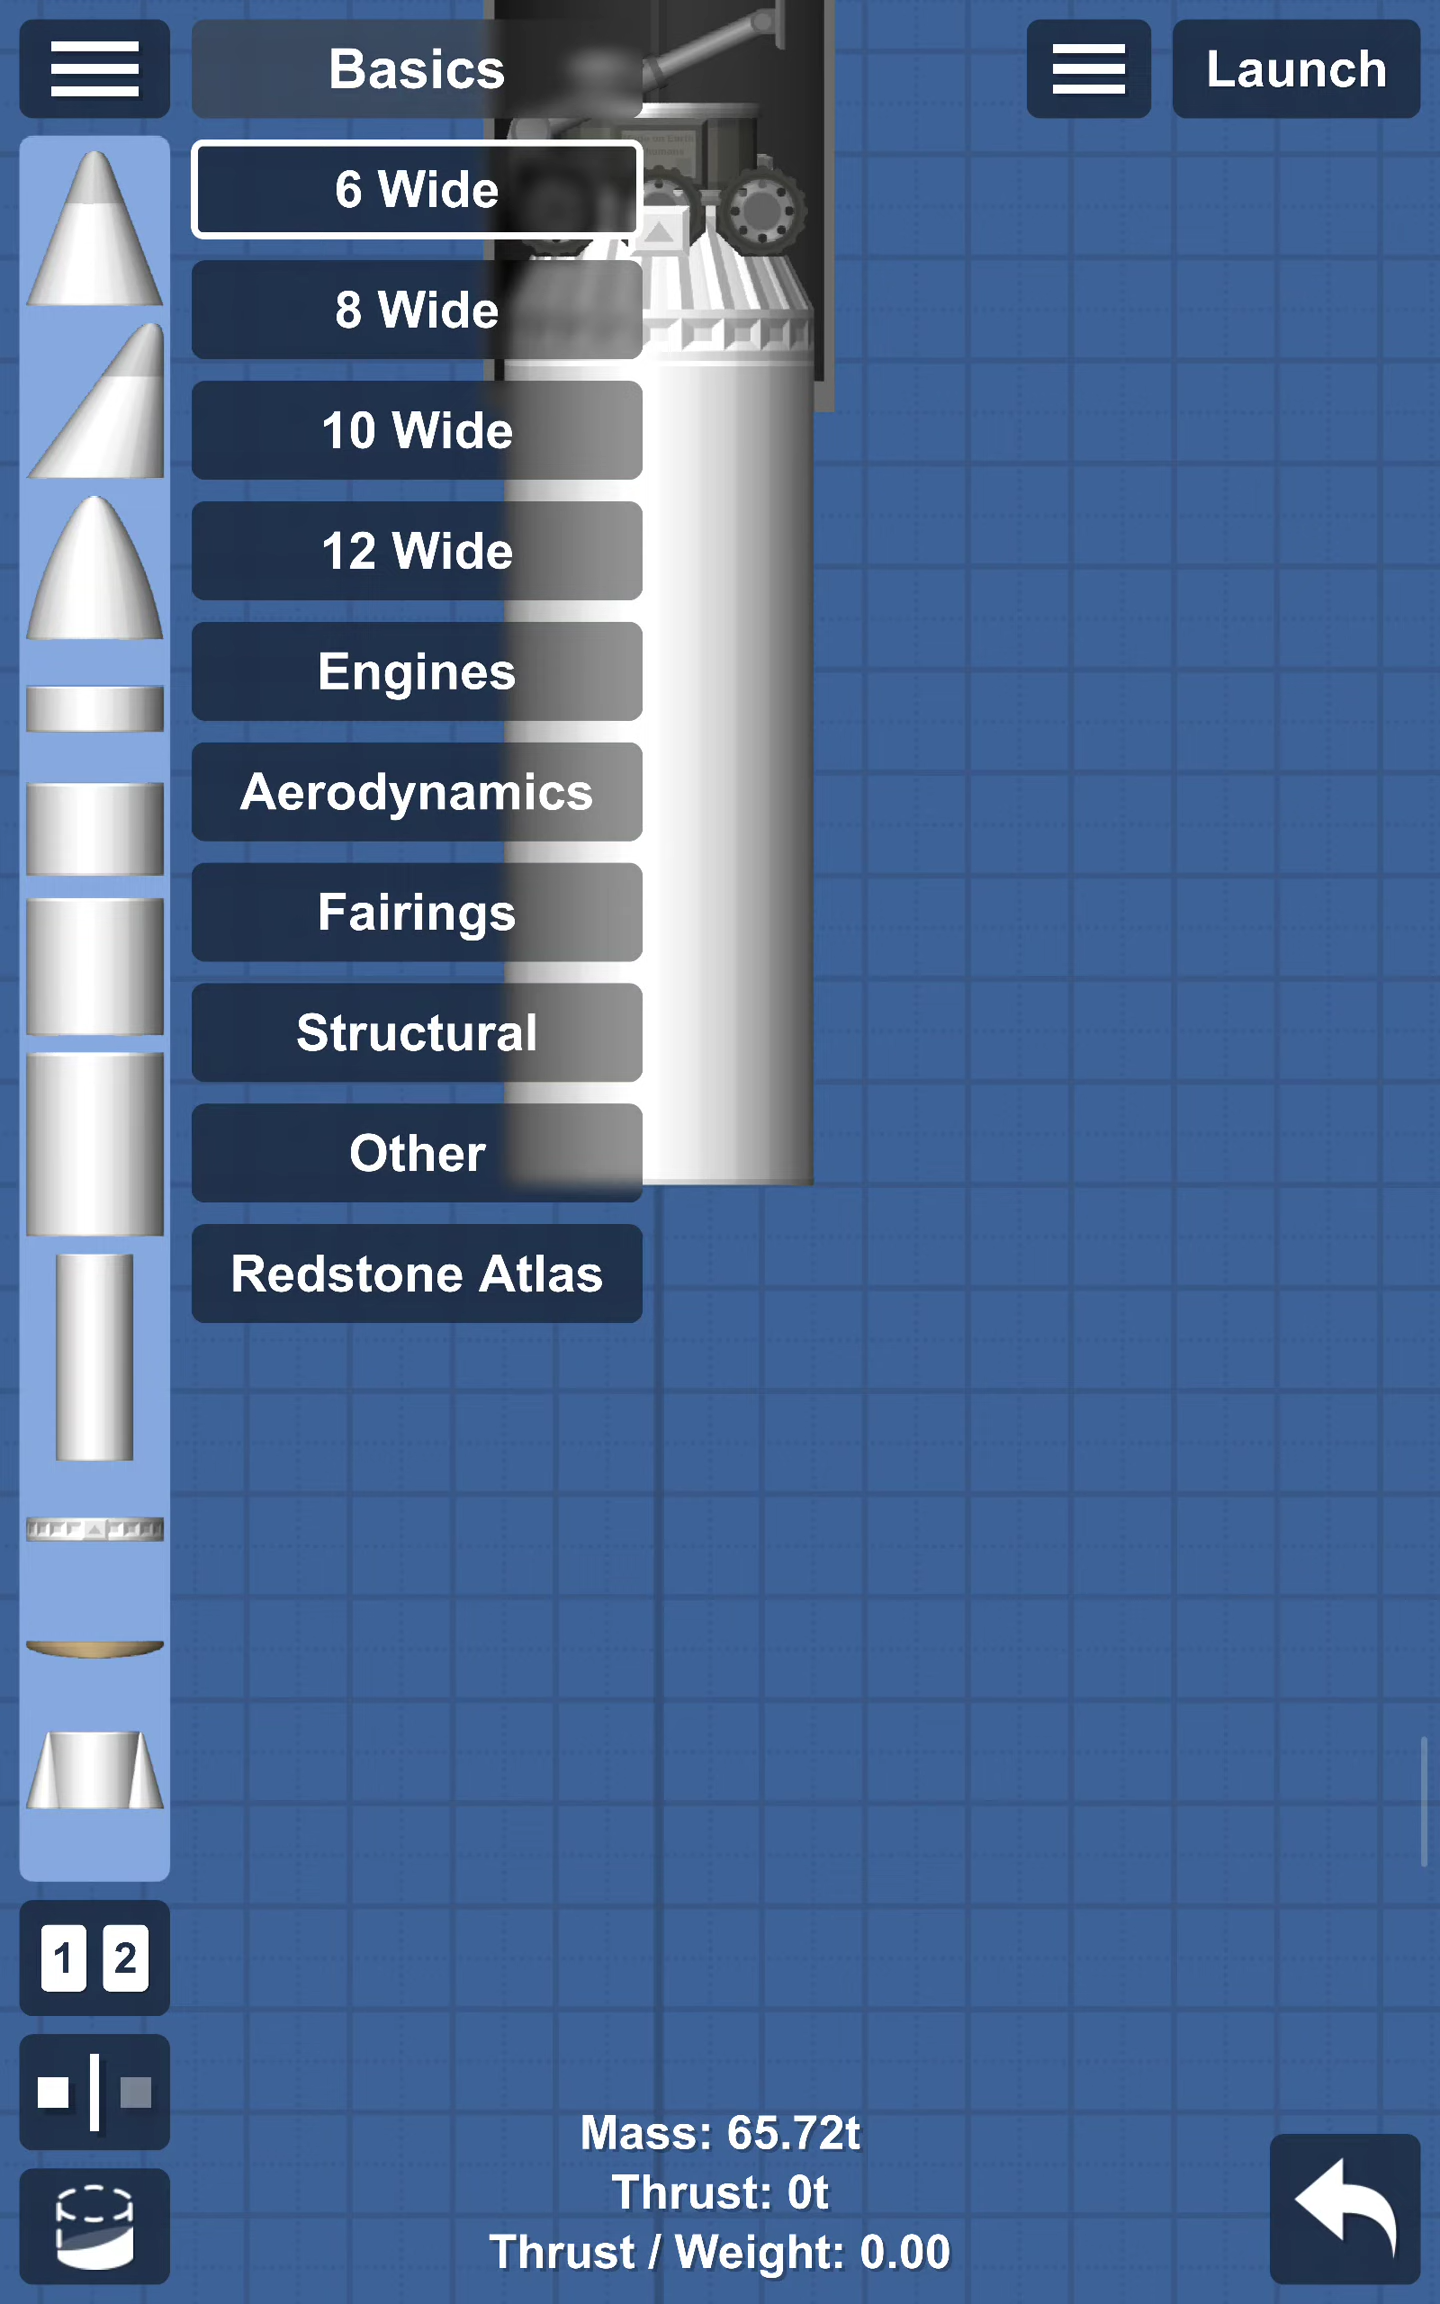 Basics
Launch
6 Wide
8 Wide
10 Wide
12 Wide
Engines
Aerodynamics
Fairings
Structural
Other
Redstone Atlas
1 2
Mass: 65.72t
Thrust: 0t
Thrust / Weight: 0.00